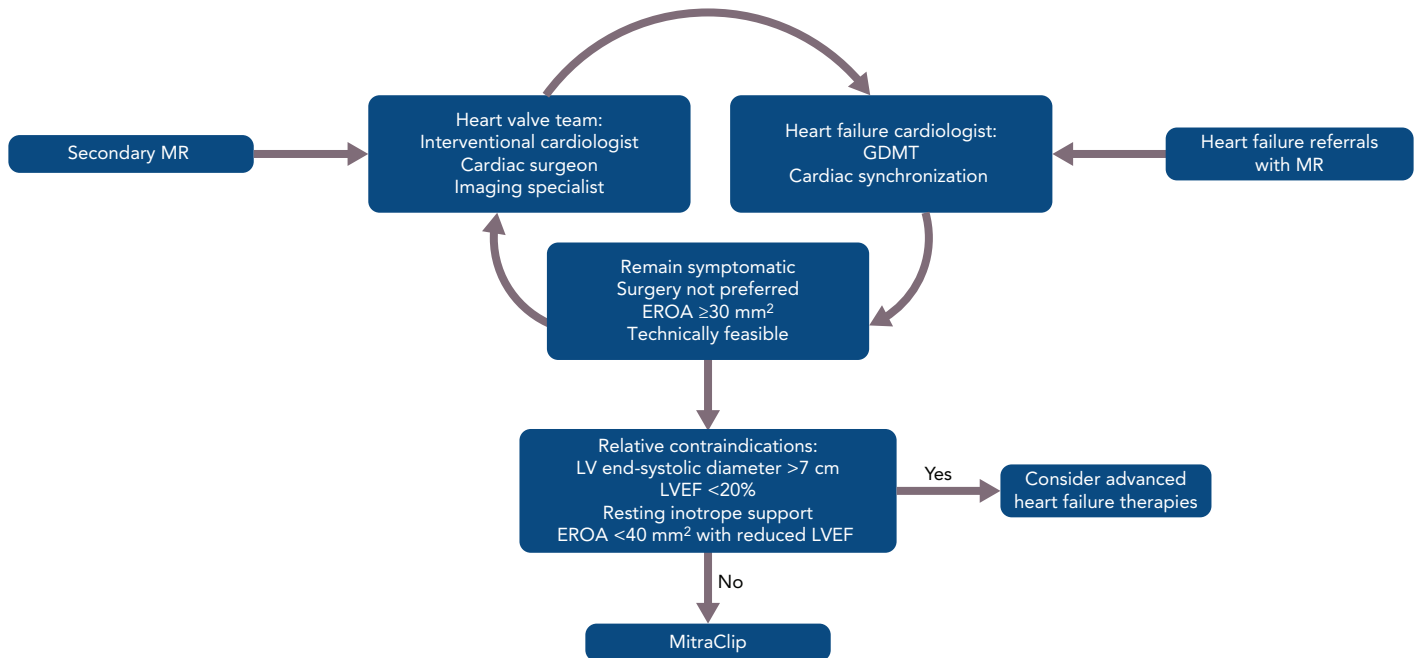 Secondary MR
Heart valve team:
Interventional cardiologist
Cardiac surgeon
Imaging specialist
Heart failure cardiologist:
GDMT
Cardiac synchronization
Heart failure referrals
with MR
Remain symptomatic
Surgery not preferred
EROA ≥30 mm²
Technically feasible
Relative contraindications:
LV end-systolic diameter >7 cm
LVEF <20%
Resting inotrope support
EROA <40 mm² with reduced LVEF
Yes
Consider advanced
heart failure therapies
No
MitraClip